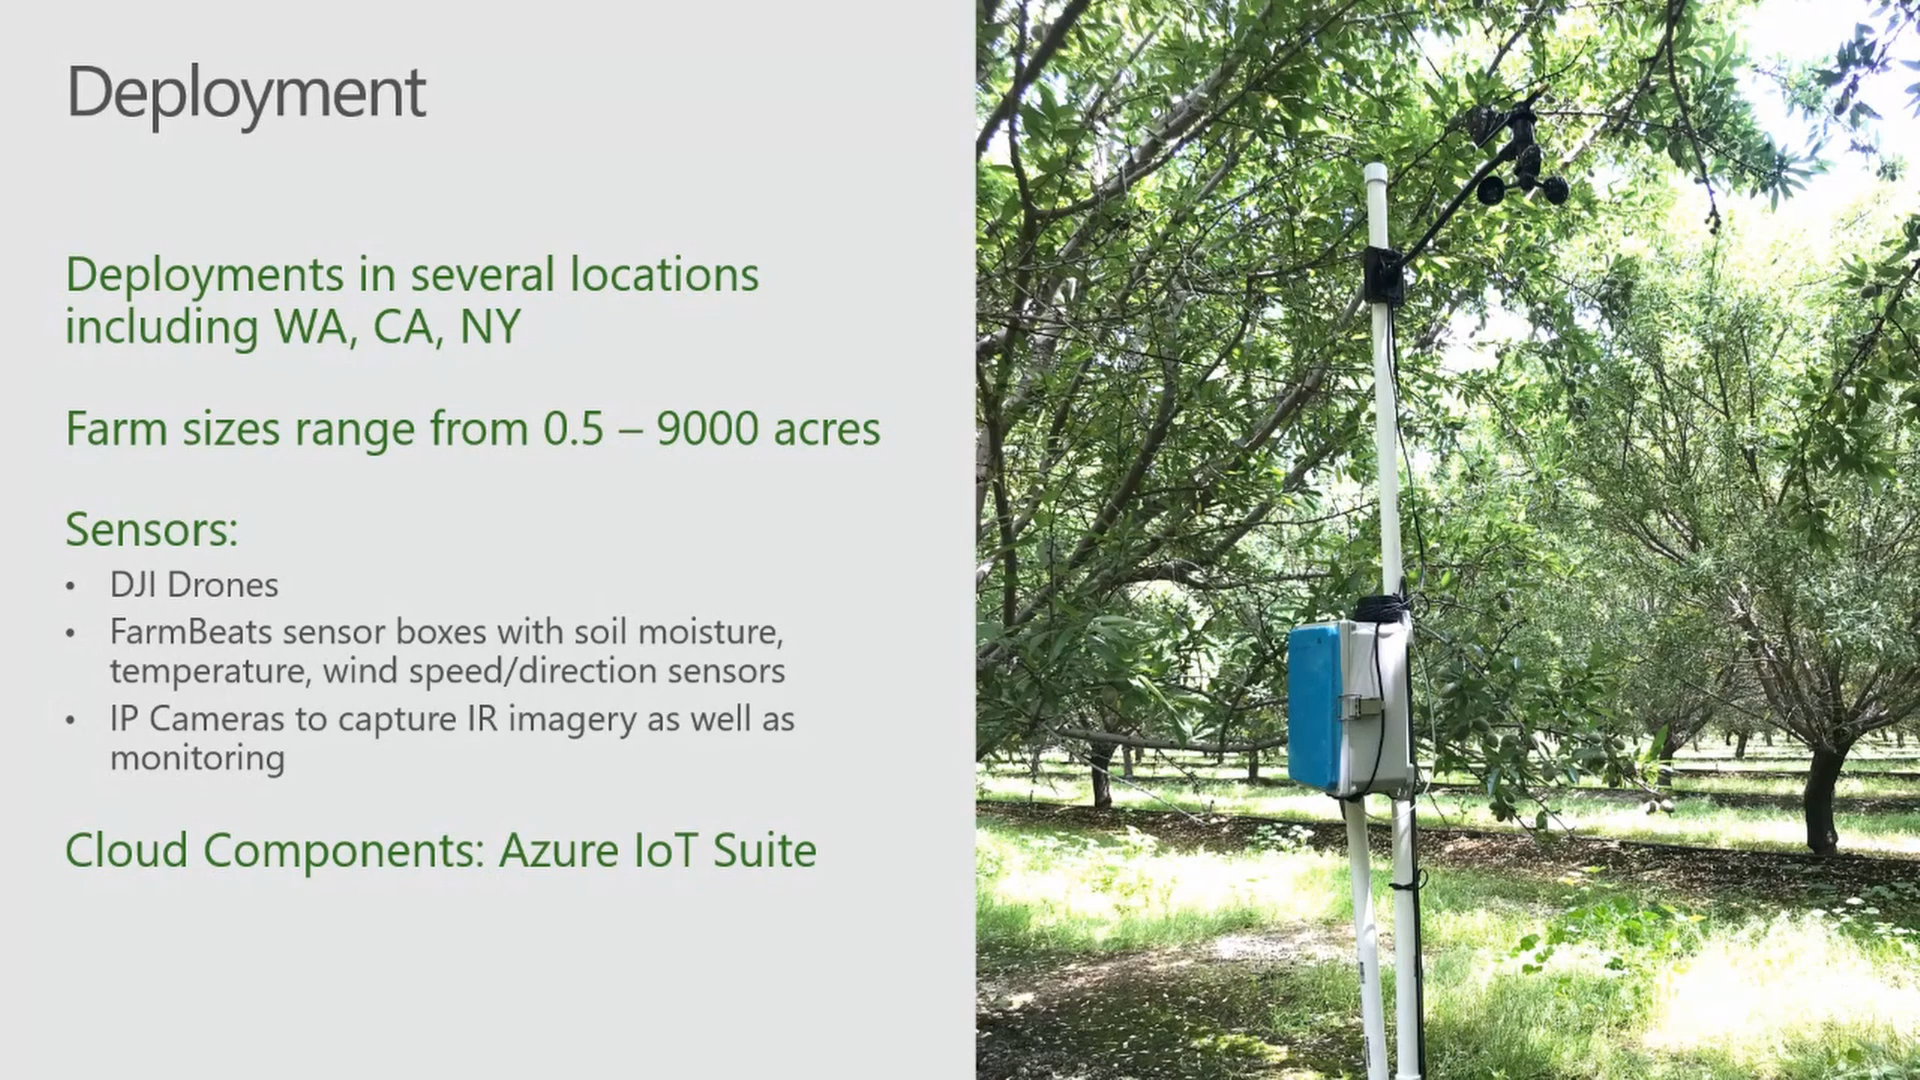 Deployment
Deployments in several locations
including WA, CA, NY
Farm sizes range from 0.5 – 9000 acres
Sensors:
• DJI Drones
• FarmBeats sensor boxes with soil moisture,
temperature, wind speed/direction sensors
• IP Cameras to capture IR imagery as well as
monitoring
Cloud Components: Azure IoT Suite